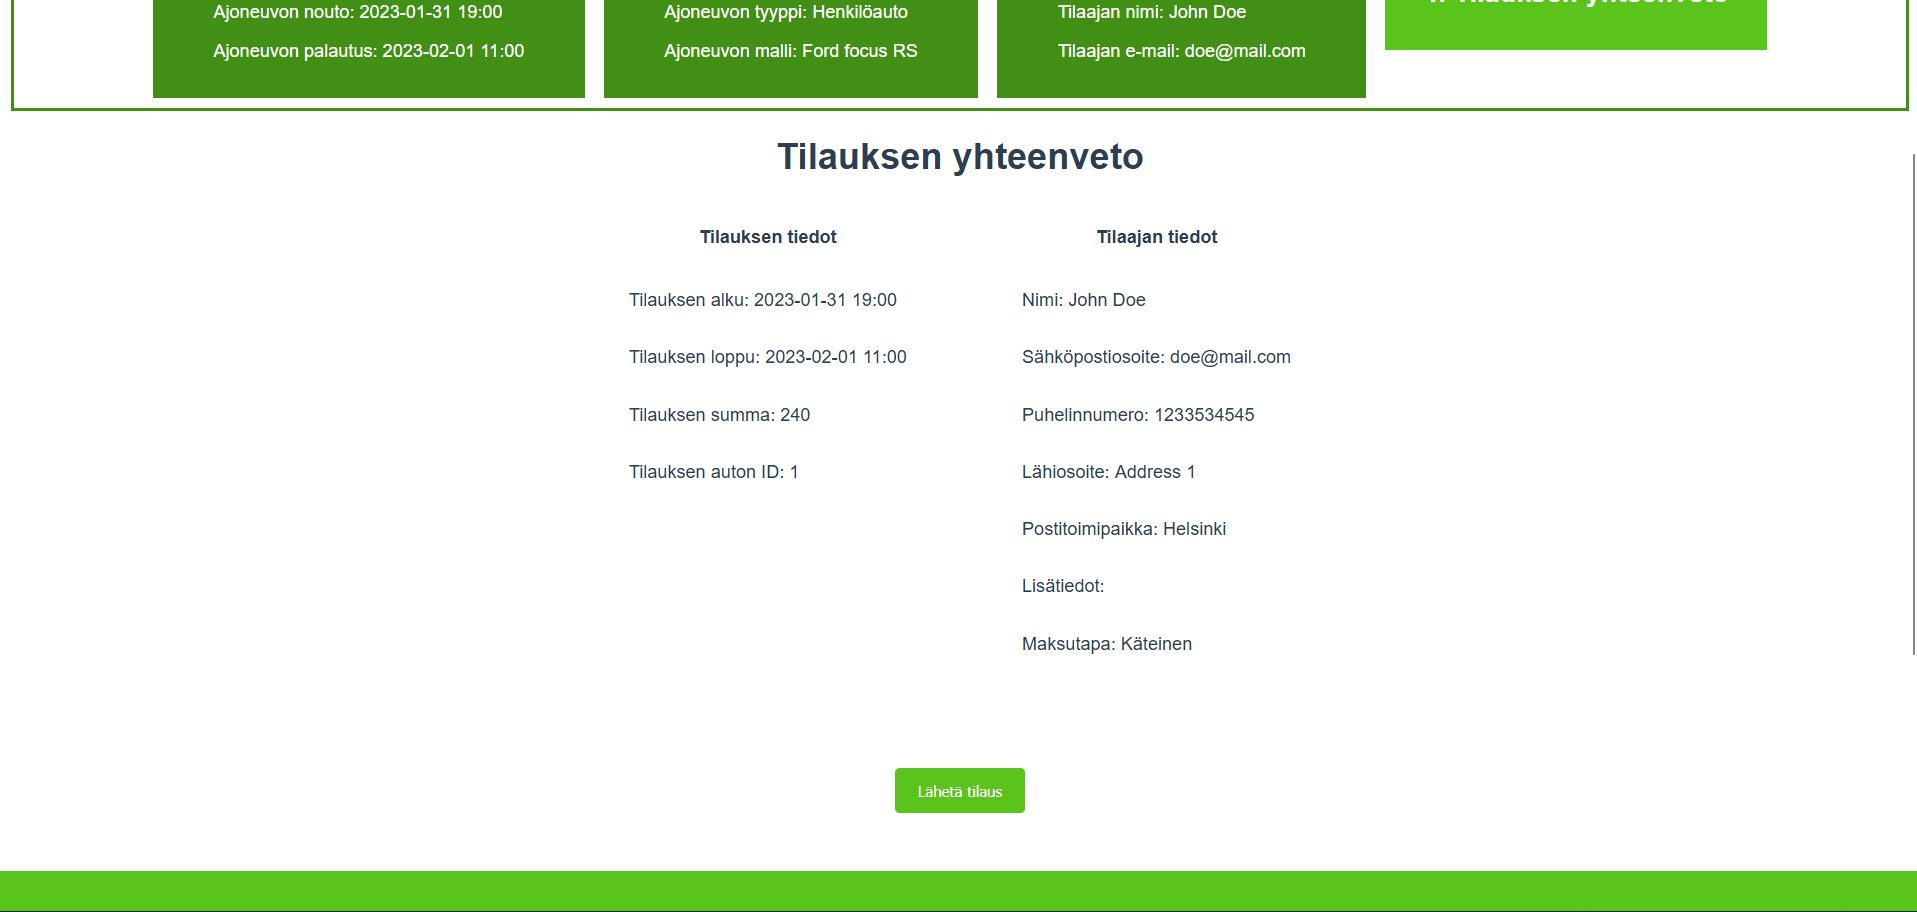 Ajoneuvon nouto: 2023-01-31 19:00
Ajoneuvon palautus: 2023-02-01 11:00
Ajoneuvon tyyppi: Henkilöauto
Ajoneuvon malli: Ford focus RS
Tilaajan nimi: John Doe
Tilaajan e-mail: doe@mail.com
Tilauksen yhteenveto
Tilauksen yhteenveto
Tilauksen tiedot
Tilauksen alku: 2023-01-31 19:00
Tilauksen loppu: 2023-02-01 11:00
Tilauksen summa: 240
Tilauksen auton ID: 1
Tilaajan tiedot
Nimi: John Doe
Sähköpostiosoite: doe@mail.com
Puhelinnumero: 1233534545
Lähiosoite: Address 1
Postitoimipaikka: Helsinki
Lisätiedot:
Maksutapa: Käteinen
Lähetä tilaus